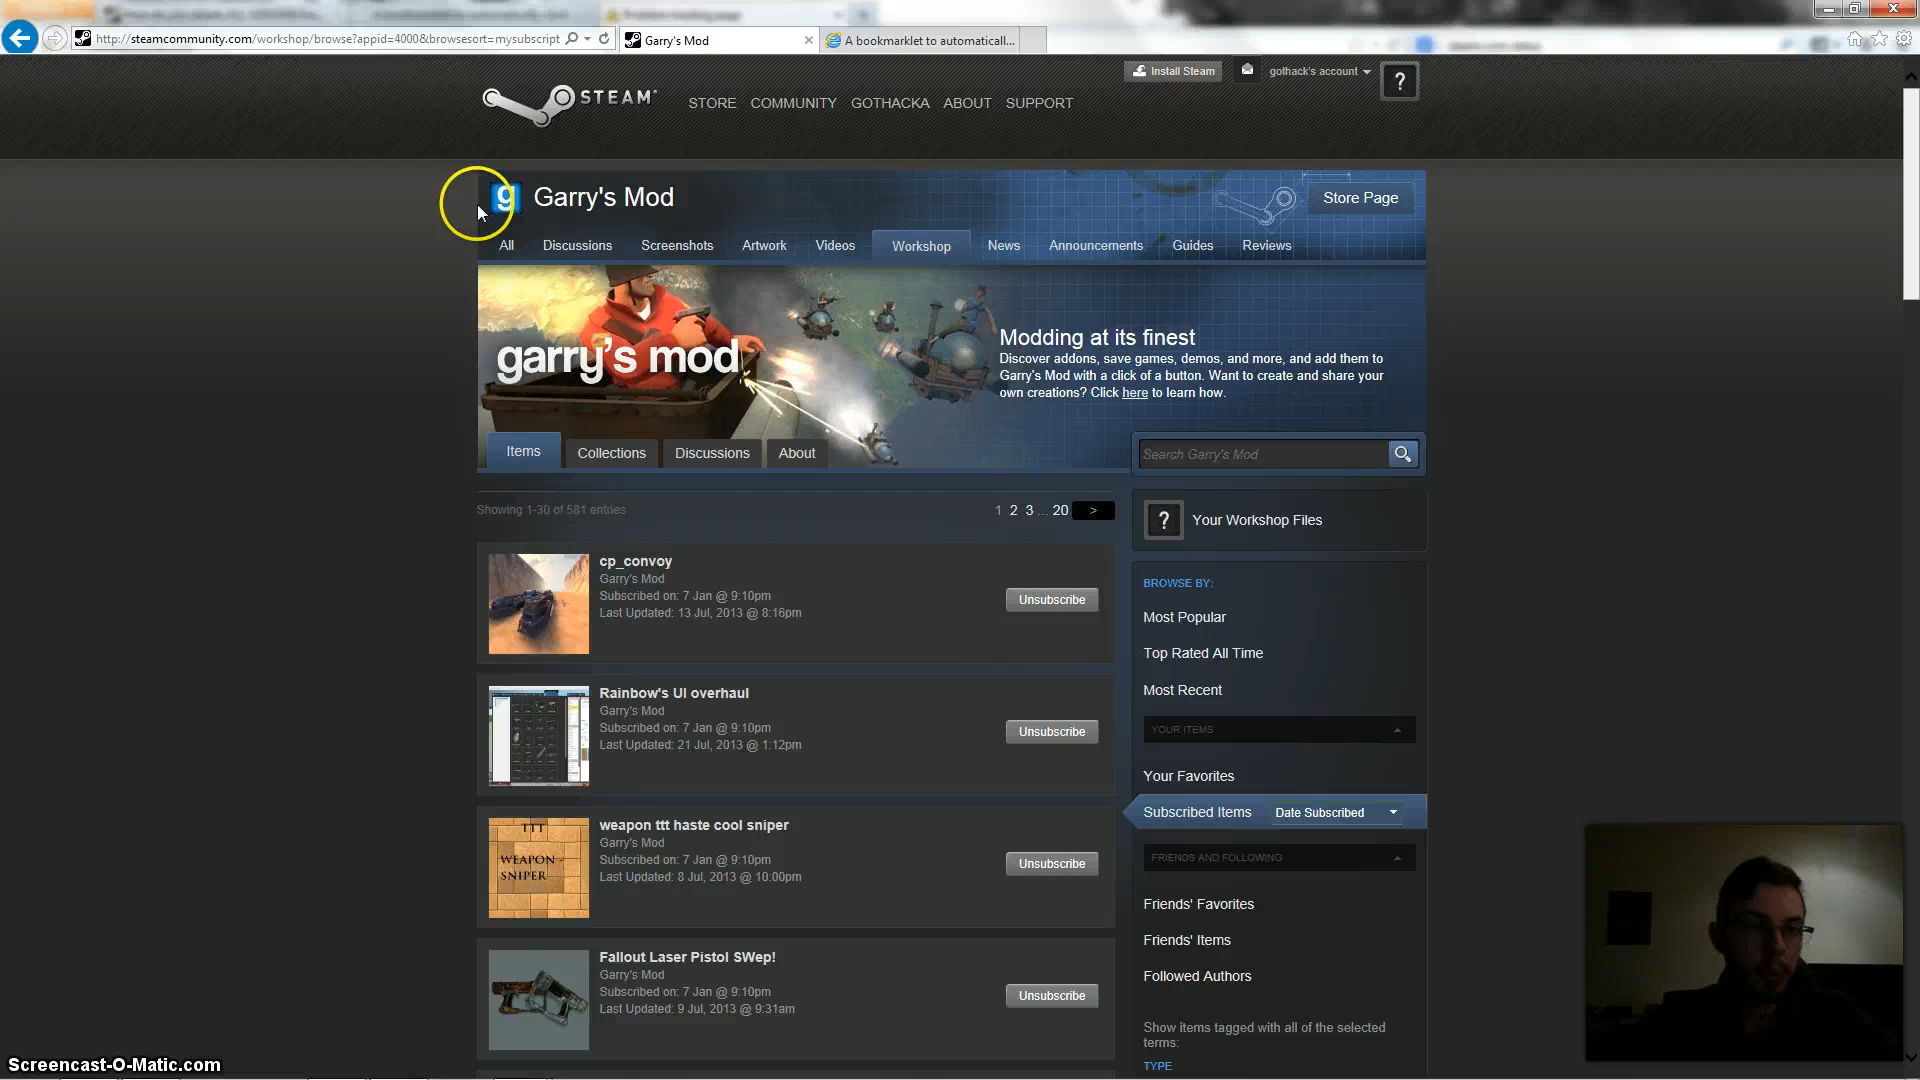 http://steamcommunity.com/workshop/browse?appid=4000&browsesort=mysubscript
Garry's Mod
A bookmarklet to automaticall...
Install Steam
gothack's account
STEAM
STORE COMMUNITY GOTHACKA ABOUT SUPPORT
g Garry's Mod
Store Page
All Discussions Screenshots Artwork Videos Workshop News Announcements Guides Reviews
garry's mod
Modding at its finest
Discover addons, save games, demos, and more, and add them to
Garry's Mod with a click of a button. Want to create and share your
own creations? Click here to learn how.
Items Collections Discussions About
Search Garry's Mod
Showing 1-30 of 581 entries
1 2 3 ... 20 >
? Your Workshop Files
cp_convoy
Garry's Mod
Subscribed on: 7 Jan @ 9:10pm
Last Updated: 13 Jul, 2013 @ 8:16pm
Unsubscribe
Rainbow's UI overhaul
Garry's Mod
Subscribed on: 7 Jan @ 9:10pm
Last Updated: 21 Jul, 2013 @ 1:12pm
Unsubscribe
TTT
WEAPON -
SNIPER
weapon ttt haste cool sniper
Garry's Mod
Subscribed on: 7 Jan @ 9:10pm
Last Updated: 8 Jul, 2013 @ 10:00pm
Unsubscribe
Fallout Laser Pistol SWep!
Garry's Mod
Subscribed on: 7 Jan @ 9:10pm
Last Updated: 9 Jul, 2013 @ 9:31am
Unsubscribe
BROWSE BY:
Most Popular
Top Rated All Time
Most Recent
YOUR ITEMS
Your Favorites
Subscribed Items Date Subscribed
FRIENDS AND FOLLOWING
Friends' Favorites
Friends' Items
Followed Authors
Show items tagged with all of the selected
terms:
TYPE
Screencast-O-Matic.com